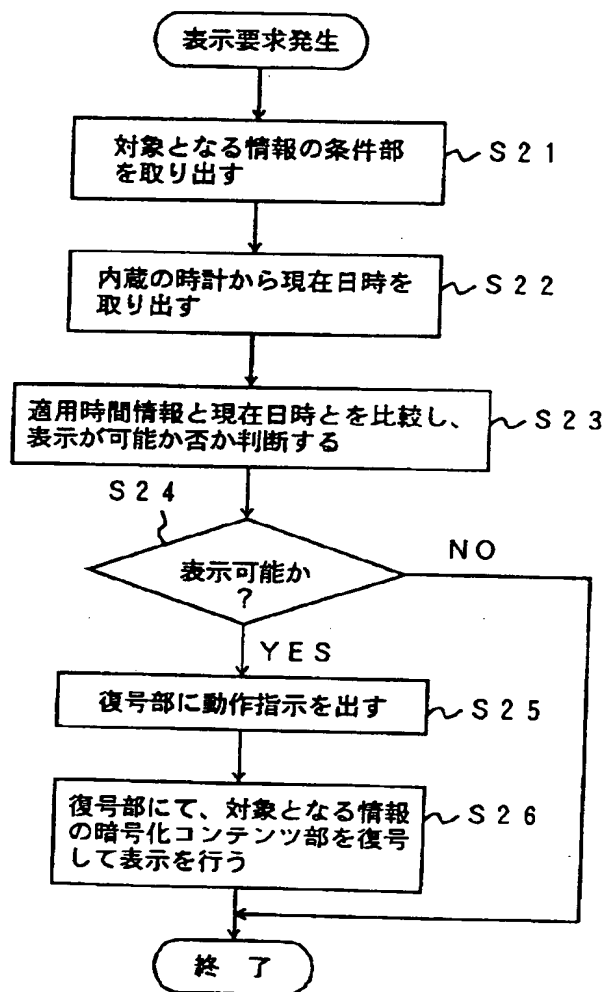 表示要求発生
対象となる情報の条件部
を取り出す
S21
内蔵の時計から現在日時を
取り出す
S22
適用時間情報と現在日時とを比較し、
表示が可能か否か判断する
S23
S24
表示可能か
?
NO
YES
復号部に動作指示を出す
S25
復号部にて、対象となる情報
の暗号化コンテンツ部を復号
して表示を行う
S26
終 了